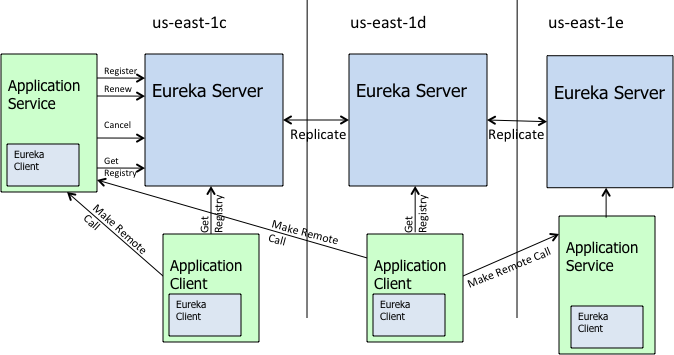 us-east-1c
us-east-1d
us-east-1e
Application
Service
Eureka
Client
Register
Renew
Cancel
Get
Registry
Eureka Server
Replicate
Eureka Server
Replicate
Eureka Server
Make Remote
Call
Get
Registry
Make Remote
Call
Get
Registry
Make Remote Call
Application
Client
Eureka
Client
Application
Client
Eureka
Client
Application
Service
Eureka
Client